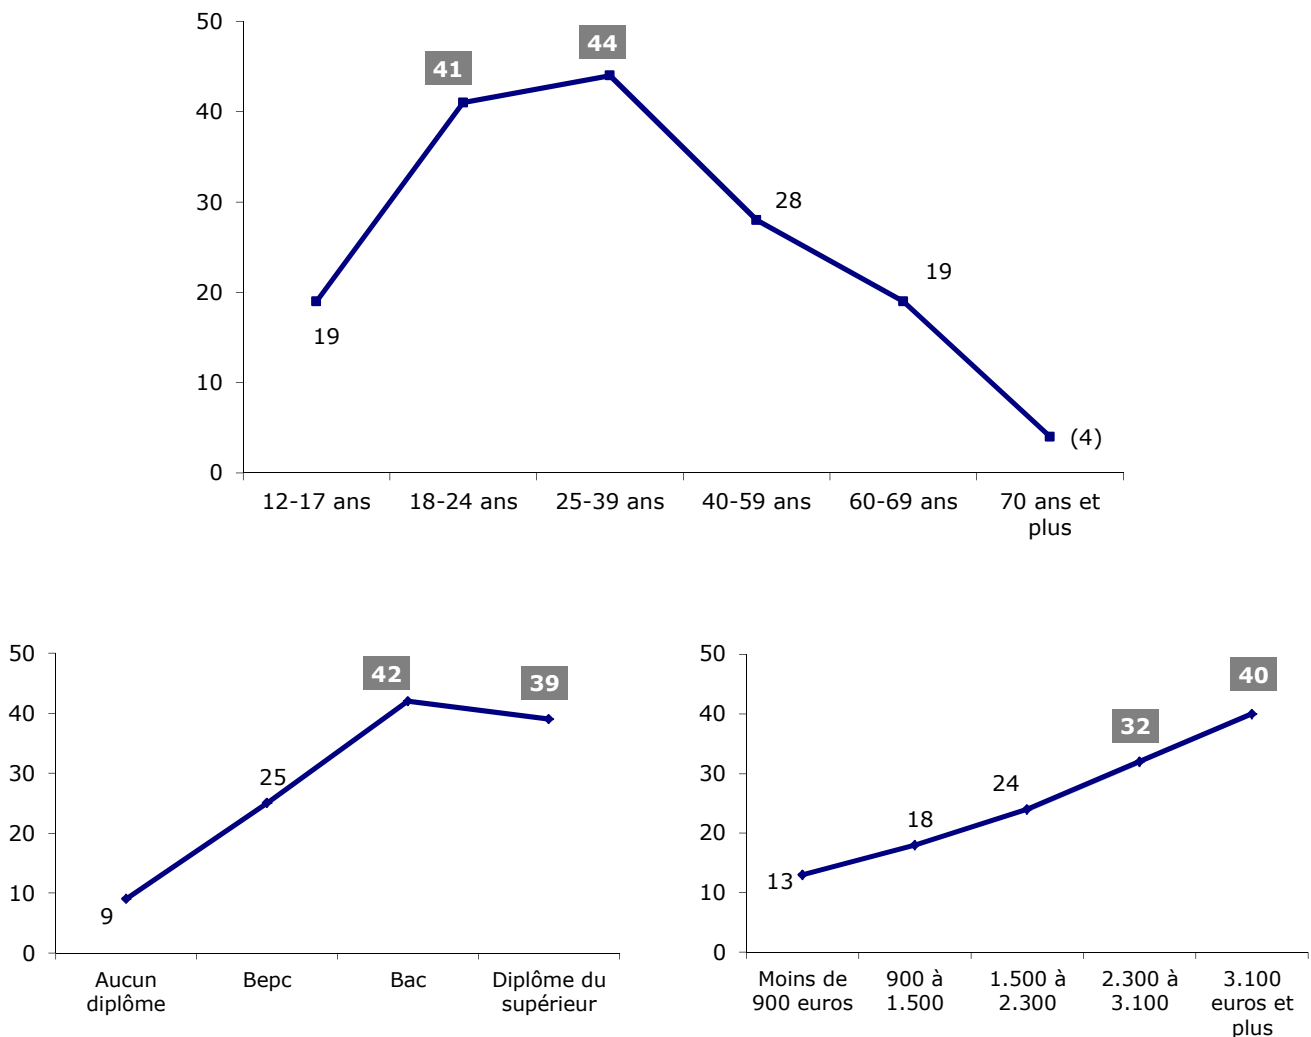 50
41
44
40
30
28
20
19
19
10
(4)
0
12-17 ans 18-24 ans 25-39 ans 40-59 ans 60-69 ans 70 ans et
plus
50
42
39
40
30
25
20
10
9
0
Aucun
diplôme
Bepc
Bac
Diplôme du
supérieur
50
40
40
32
30
24
20
18
13
10
0
Moins de
900 euros
900 à
1.500
1.500 à
2.300
2.300 à
3.100
3.100
euros et
plus